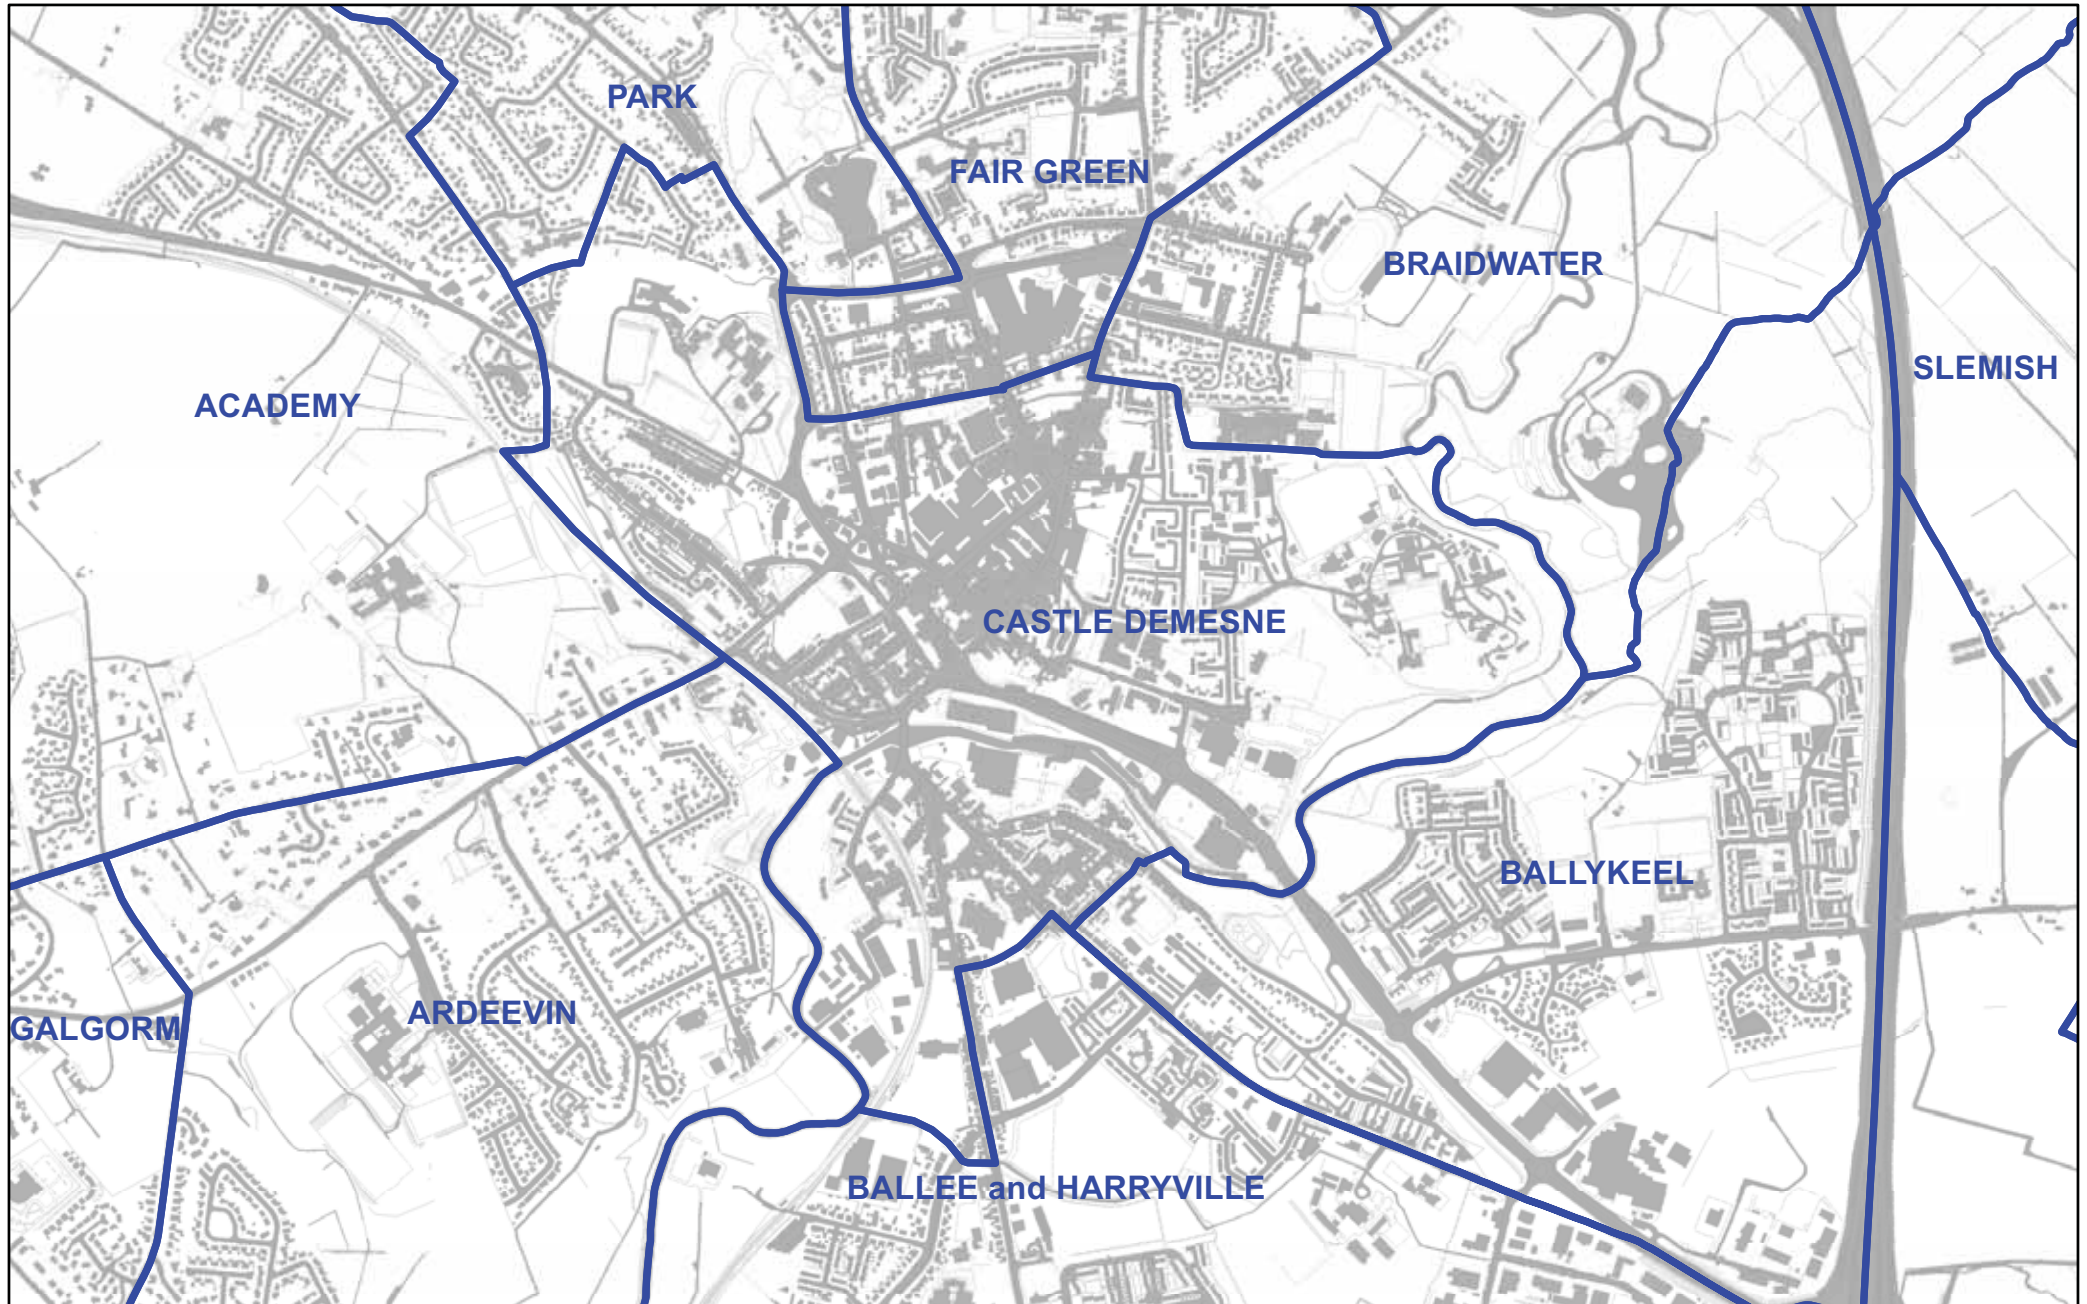 PARK
FAIR GREEN
BRAIDWATER
SLEMISH
ACADEMY
CASTLE DEMESNE
BALLYKEEL
ARDEEVIN
GALGORM
BALLEE and HARRYVILLE